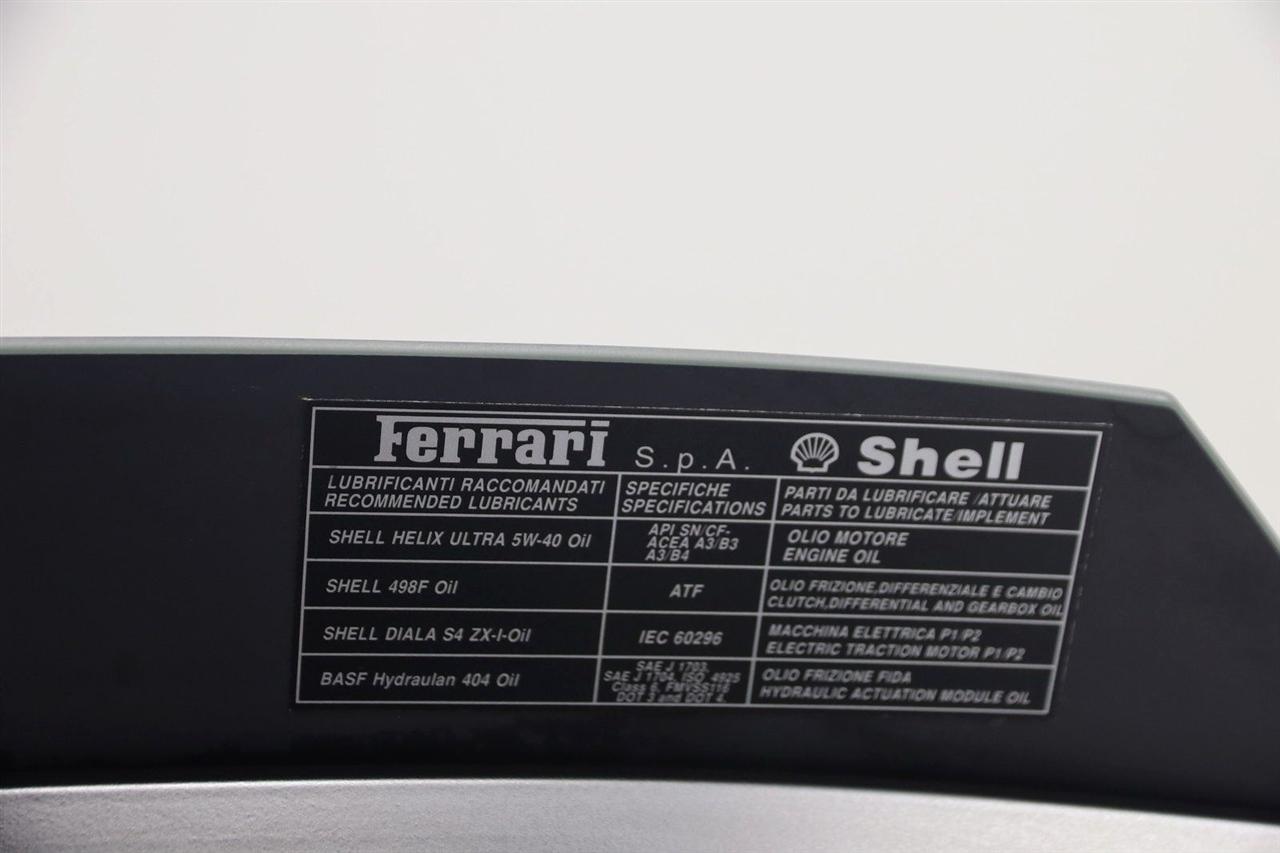 Ferrari S.p.A. Shell
LUBRIFICANTI RACCOMANDATI
RECOMMENDED LUBRICANTS
SPECIFICHE
SPECIFICATIONS
PARTI DA LUBRIFICARE /ATTUARE
PARTS TO LUBRICATE/IMPLEMENT
SHELL HELIX ULTRA 5W-40 Oil
API SN/CF-
ACEA A3/B3
A3/B4
OLIO MOTORE
ENGINE OIL
SHELL 498F Oil
ATF
OLIO FRIZIONE,DIFFERENZIALE E CAMBIO
CLUTCH,DIFFERENTIAL AND GEARBOX OIL
SHELL DIALA S4 ZX-I-Oil
IEC 60296
MACCHINA ELETTRICA P1/P2
ELECTRIC TRACTION MOTOR P1/P2
BASF Hydraulan 404 Oil
SAE J 1703,
SAE J 1704, ISO 4925
Class 6, FMVSS116
DOT 3 and DOT 4.
OLIO FRIZIONE FIDA
HYDRAULIC ACTUATION MODULE OIL